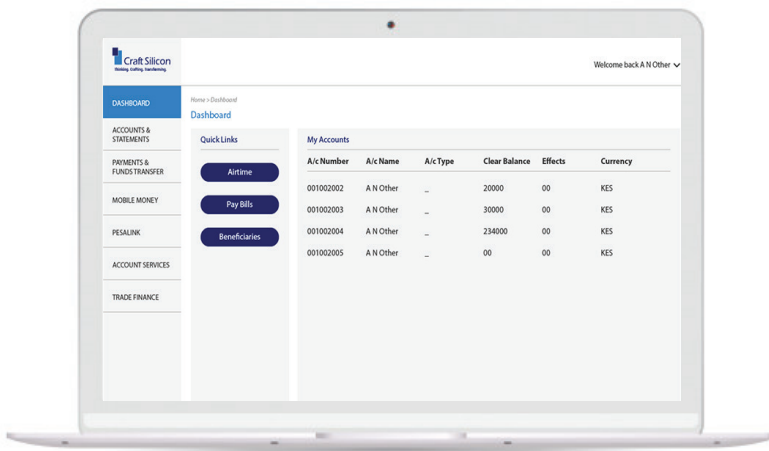 Craft Silicon
Welcome back A N Other
Home > Dashboard
Dashboard
DASHBOARD
ACCOUNTS &
STATEMENTS
PAYMENTS &
FUNDS TRANSFER
MOBILE MONEY
PESALINK
ACCOUNT SERVICES
TRADE FINANCE
Quick Links
Airtime
Pay Bills
Beneficiaries
My Accounts
A/c Number A/c Name A/c Type Clear Balance Effects Currency
001002002 A N Other _ 20000 00 KES
001002003 A N Other _ 30000 00 KES
001002004 A N Other _ 234000 00 KES
001002005 A N Other _ 00 00 KES